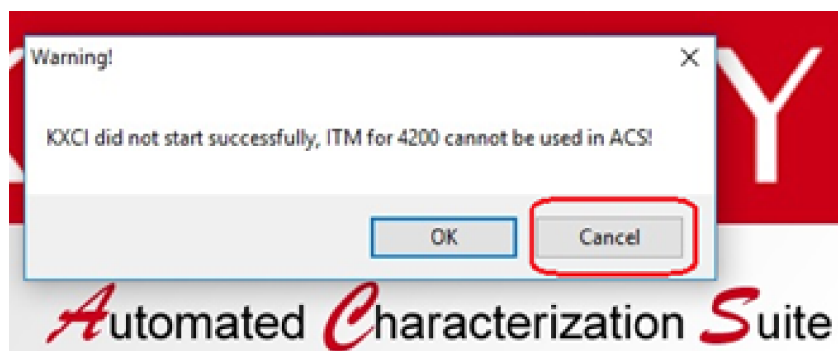 Warning!
KXCI did not start successfully, ITM for 4200 cannot be used in ACS!
OK
Cancel
Automated Characterization Suite